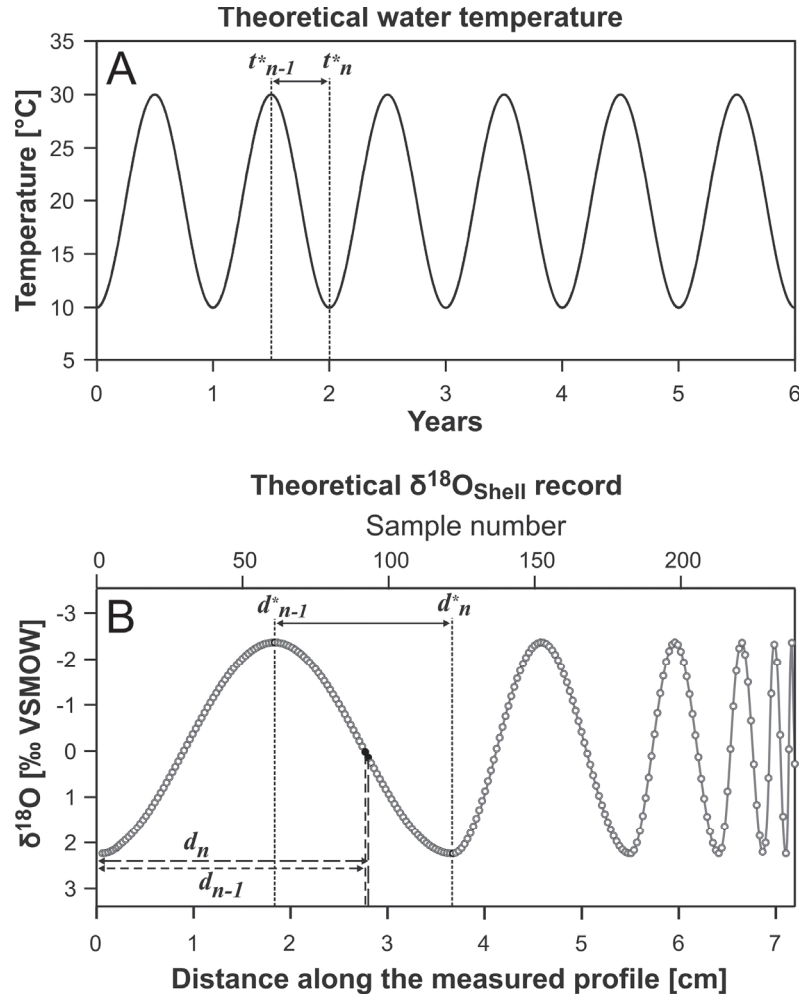 Theoretical water temperature
A
t*n-1
t*n
35
30
25
20
15
10
5
Temperature [°C]
0 1 2 3 4 5 6
Years
Theoretical δ¹⁸OShell record
Sample number
0 50 100 150 200
B
d*n-1
d*n
-3
-2
-1
0
1
2
3
δ¹⁸O [‰ VSMOW]
dn
dn-1
0 1 2 3 4 5 6 7
Distance along the measured profile [cm]